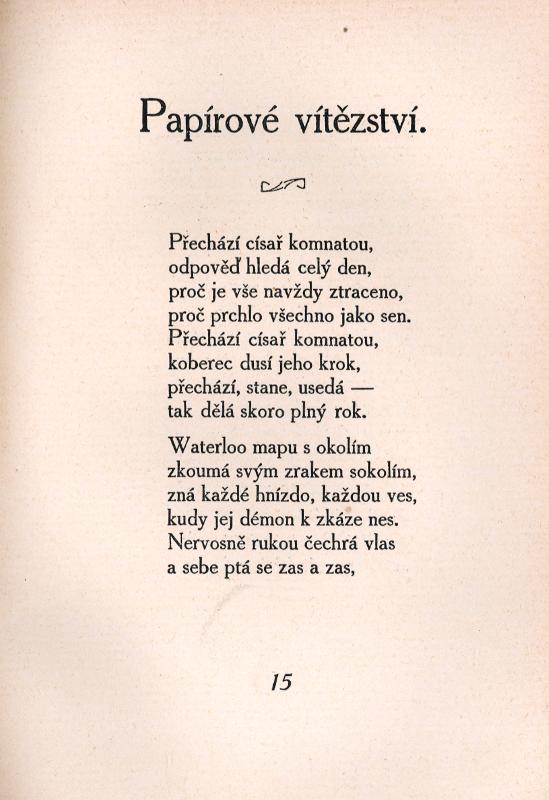 Papírové vítězství.
Přechází císař komnatou,
odpověď hledá celý den,
proč je vše navždy ztraceno,
proč prchlo všechno jako sen.
Přechází císař komnatou,
koberec dusí jeho krok,
přechází, stane, usedá —
tak dělá skoro plný rok.
Waterloo mapu s okolím
zkoumá svým zrakem sokolím,
zná každé hnízdo, každou ves,
kudy jej démon k zkáze nes.
Nervosně rukou čechrá vlas
a sebe ptá se zas a zas,
15